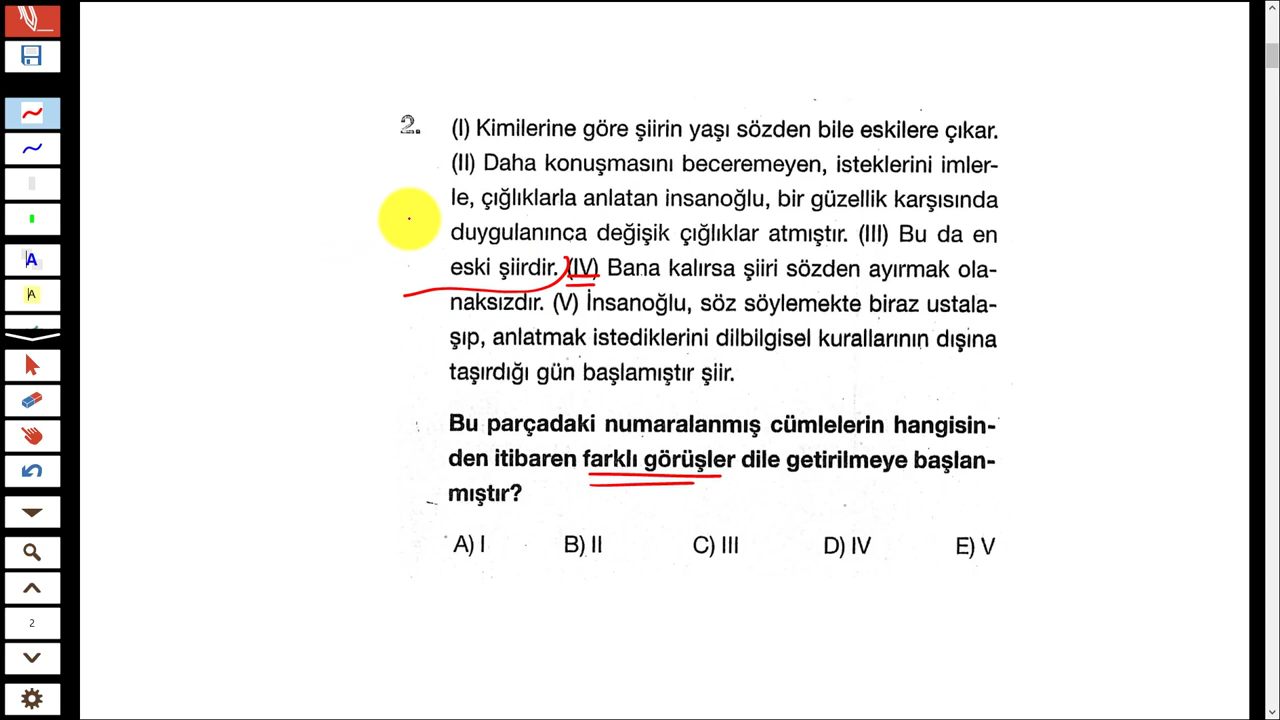 2. (I) Kimilerine göre şiirin yaşı sözden bile eskilere çıkar.
(II) Daha konuşmasını beceremeyen, isteklerini imler-
le, çığlıklarla anlatan insanoğlu, bir güzellik karşısında
duygulanınca değişik çığlıklar atmıştır. (III) Bu da en
eski şiirdir. (IV) Bana kalırsa şiiri sözden ayırmak ola-
naksızdır. (V) İnsanoğlu, söz söylemekte biraz ustala-
şıp, anlatmak istediklerini dilbilgisel kurallarının dışına
taşırdığı gün başlamıştır şiir.
Bu parçadaki numaralanmış cümlelerin hangisin-
den itibaren farklı görüşler dile getirilmeye başlan-
mıştır?
A) I B) II C) III D) IV E) V
A
A
2